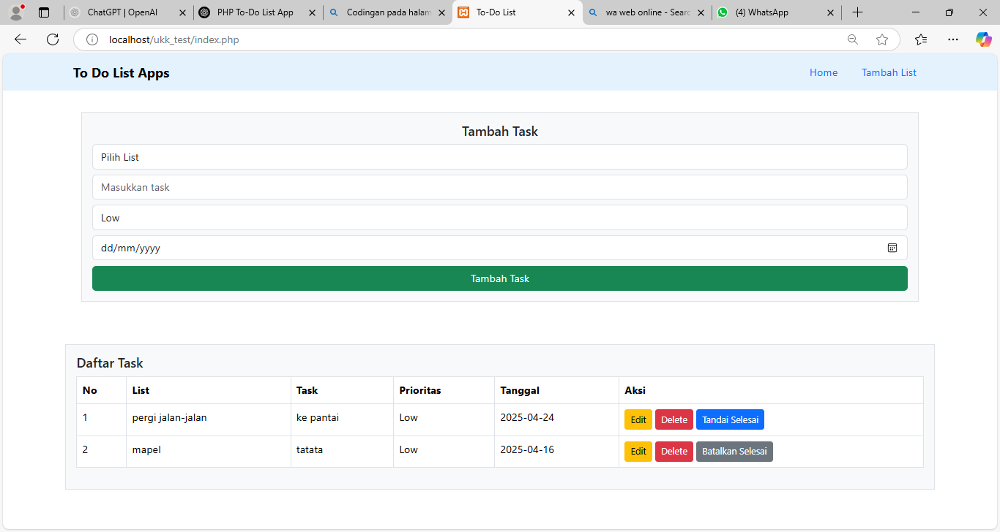 ChatGPT | OpenAI
PHP To-Do List App
Codingan pada halam
To-Do List
wa web online - Searc
(4) WhatsApp
localhost/ukk_test/index.php
To Do List Apps
Home
Tambah List
Tambah Task
Pilih List
Masukkan task
Low
dd/mm/yyyy
Tambah Task
Daftar Task
No List Task Prioritas Tanggal Aksi
1 pergi jalan-jalan ke pantai Low 2025-04-24 Edit Delete Tandai Selesai
2 mapel tatata Low 2025-04-16 Edit Delete Batalkan Selesai